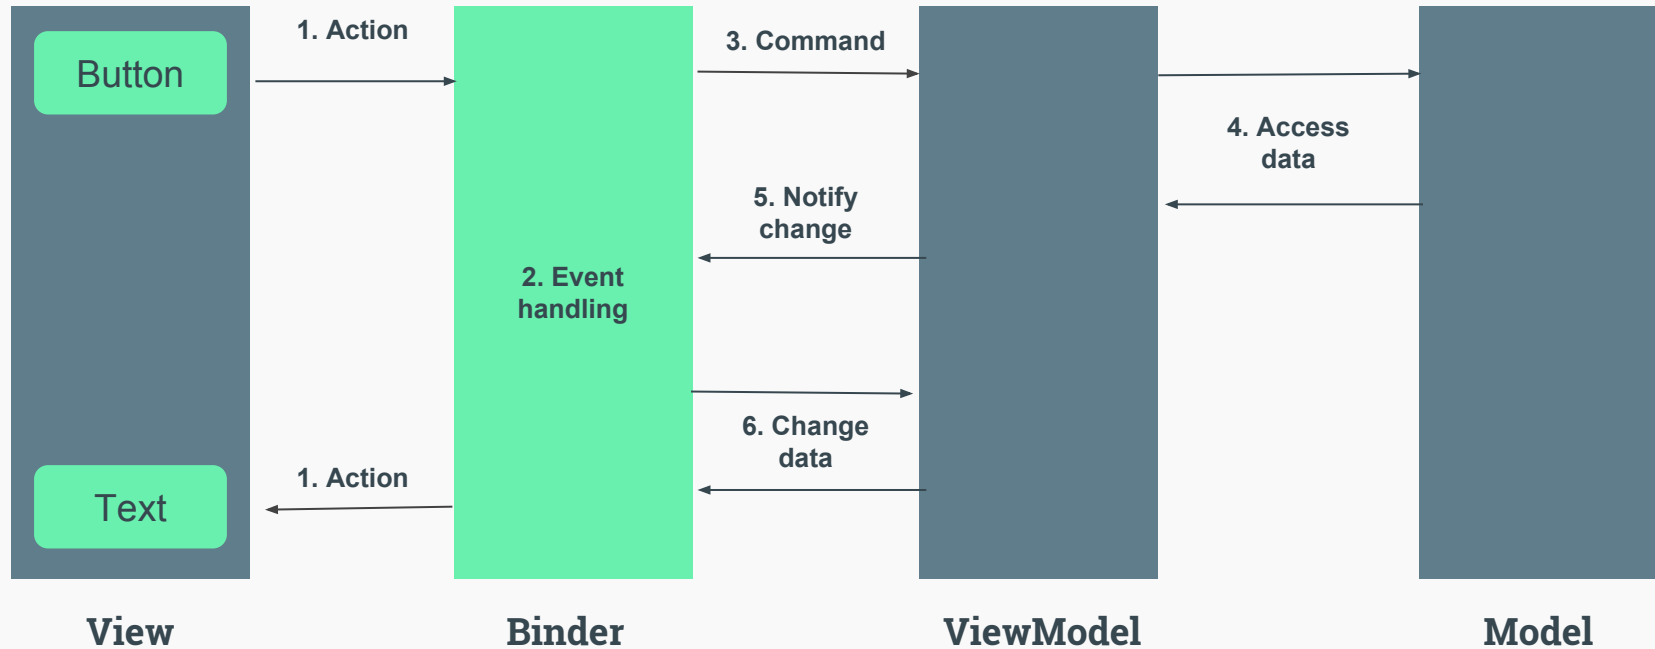 1. Action
3. Command
Button
4. Access
data
5. Notify
change
2. Event
handling
6. Change
data
1. Action
Text
View
Binder
ViewModel
Model